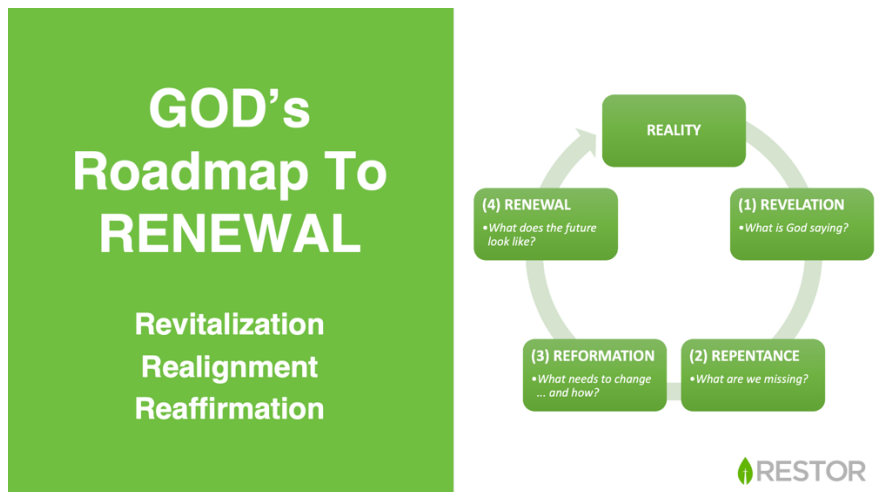 GOD’s
Roadmap To
RENEWAL
Revitalization
Realignment
Reaffirmation
REALITY
(1) REVELATION
•What is God saying?
(2) REPENTANCE
•What are we missing?
(3) REFORMATION
•What needs to change
... and how?
(4) RENEWAL
•What does the future
look like?
RESTOR